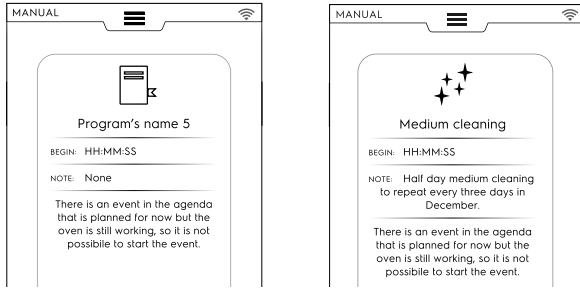 MANUAL
Program's name 5
BEGIN: HH:MM:SS
NOTE: None
There is an event in the agenda
that is planned for now but the
oven is still working, so it is not
possibile to start the event.
MANUAL
Medium cleaning
BEGIN: HH:MM:SS
NOTE: Half day medium cleaning
to repeat every three days in
December.
There is an event in the agenda
that is planned for now but the
oven is still working, so it is not
possibile to start the event.